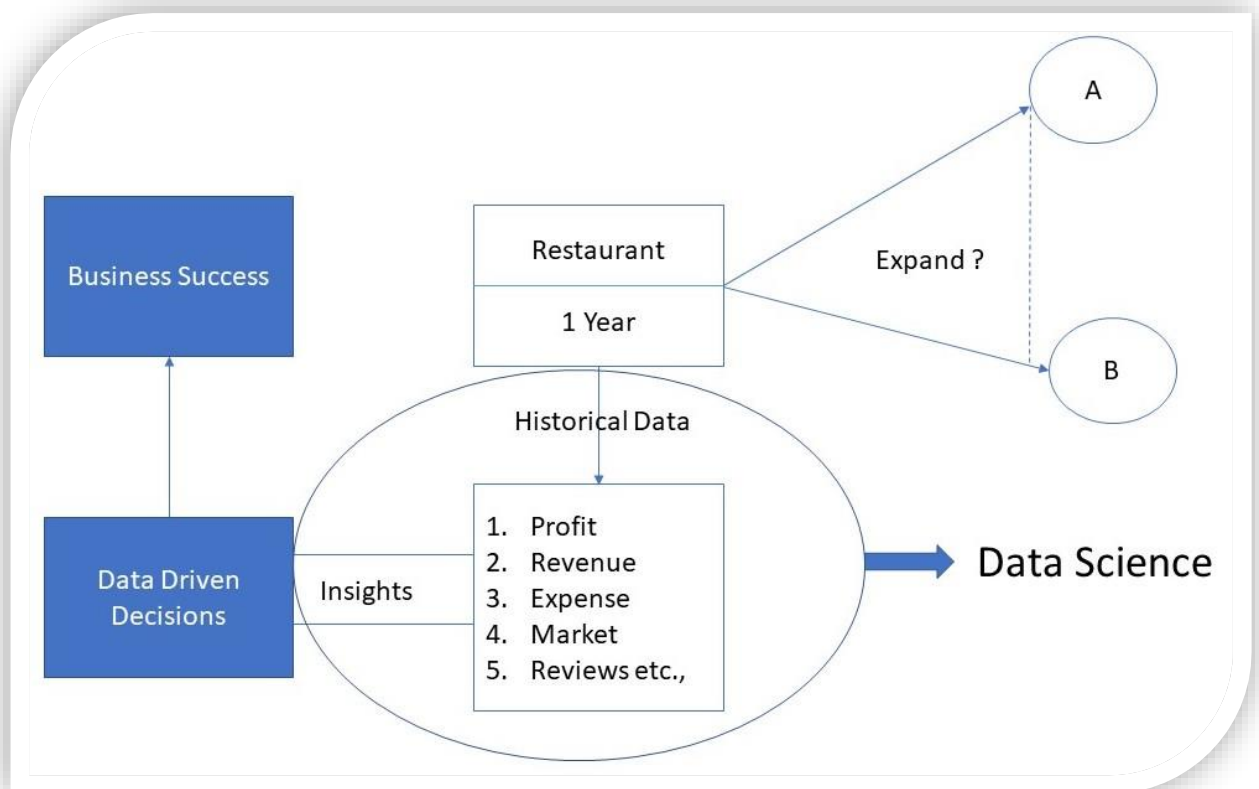 A
Restaurant
Expand ?
Business Success
1 Year
B
Historical Data
1. Profit
2. Revenue
3. Expense
4. Market
5. Reviews etc.,
Data Driven
Decisions
Insights
Data Science